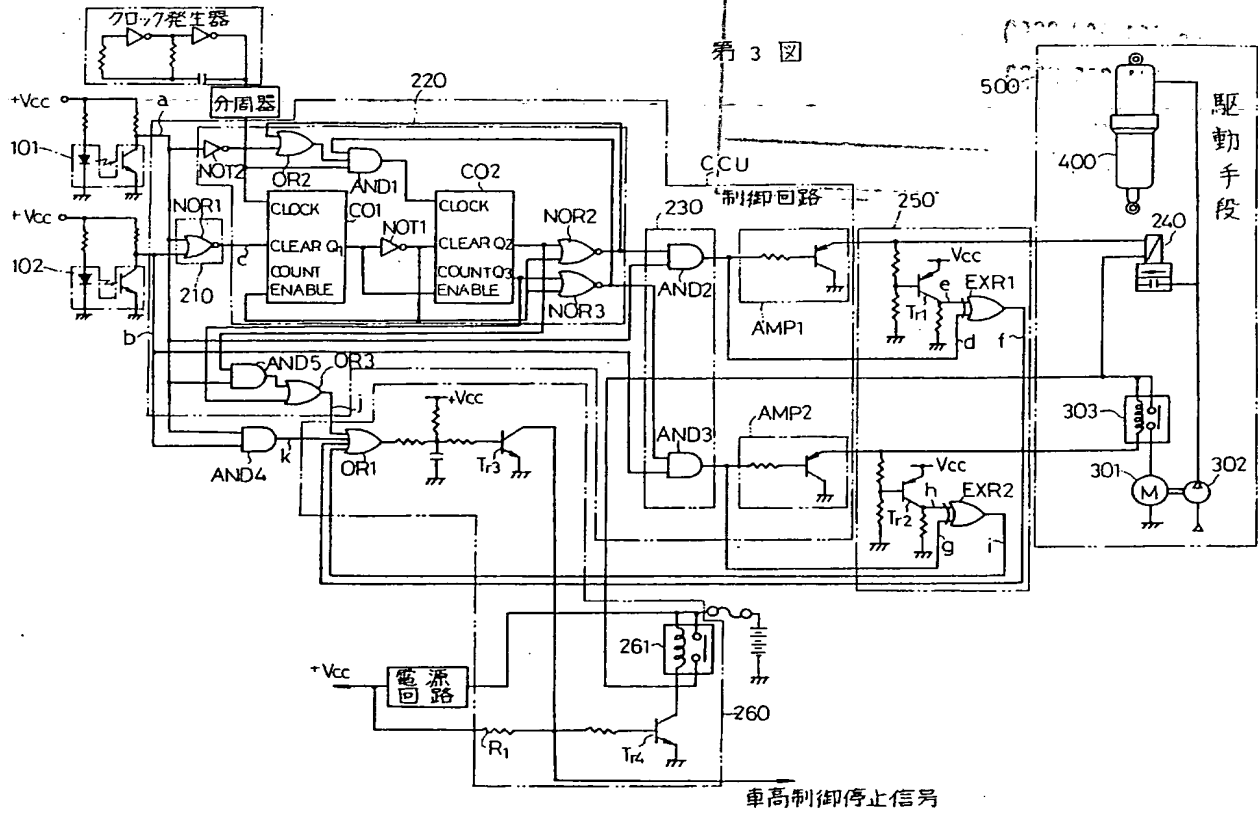 第3図
クロック発生器
分周器
+Vcc
a
101
+Vcc
102
b
NOT2
OR2
AND1
220
NOR1
210
c
CLOCK
CLEAR Q1
COUNT
ENABLE
CO1
NOT1
CO2
CLOCK
CLEAR Q2
COUNT Q3
ENABLE
NOR2
NOR3
CCU
制御回路
230
AND2
AMP1
250
Vcc
Tr1
e
d
EXR1
f
500
400
駆動手段
240
303
301
M
302
AND5
OR3
j
AND4
k
OR1
+Vcc
Tr3
AND3
AMP2
Vcc
Tr2
h
g
EXR2
i
261
260
+Vcc
電源
回路
R1
Tr4
車高制御停止信号